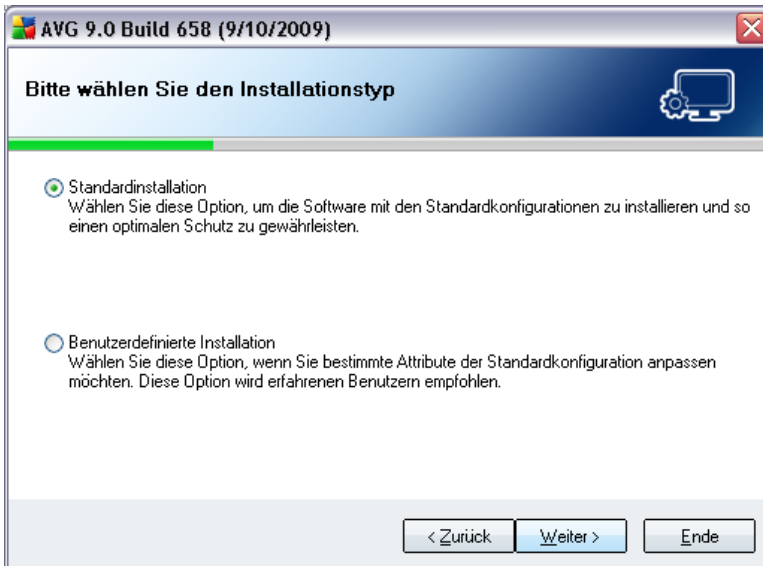 AVG 9.0 Build 658 (9/10/2009)
Bitte wählen Sie den Installationstyp
Standardinstallation
Wählen Sie diese Option, um die Software mit den Standardkonfigurationen zu installieren und so
einen optimalen Schutz zu gewährleisten.
Benutzerdefinierte Installation
Wählen Sie diese Option, wenn Sie bestimmte Attribute der Standardkonfiguration anpassen
möchten. Diese Option wird erfahrenen Benutzern empfohlen.
< Zurück Weiter > Ende